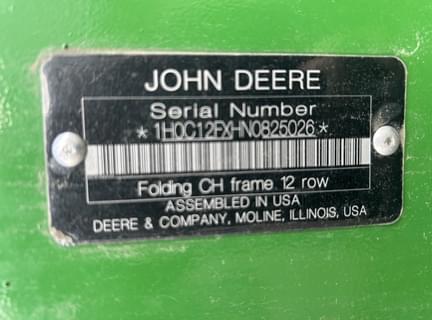 JOHN DEERE
Serial Number
*1H0C12FXHN0825026*
Folding CH frame 12 row
ASSEMBLED IN USA
DEERE & COMPANY, MOLINE, ILLINOIS, USA